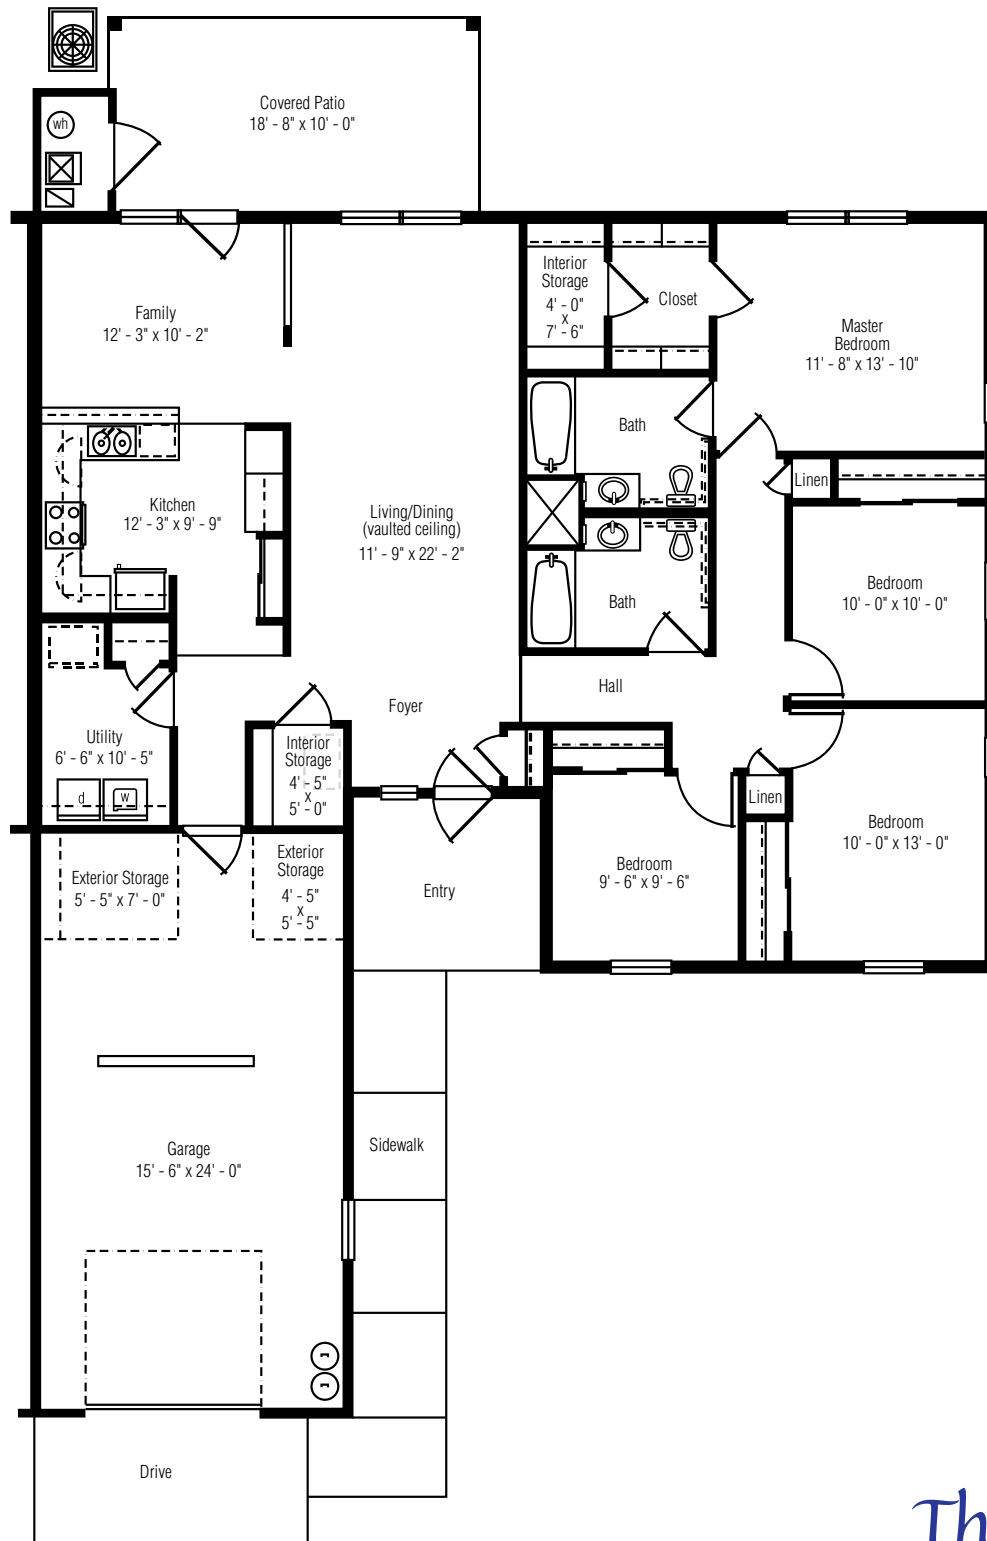 Covered Patio
18' - 8" x 10' - 0"
wh
Interior
Storage
4' - 0"
x
7' - 6"
Closet
Family
12' - 3" x 10' - 2"
Master
Bedroom
11' - 8" x 13' - 10"
Bath
Linen
Kitchen
12' - 3" x 9' - 9"
Living/Dining
(vaulted ceiling)
11' - 9" x 22' - 2"
Bedroom
10' - 0" x 10' - 0"
Bath
Hall
Foyer
Utility
6' - 6" x 10' - 5"
d
w
Interior
Storage
4' - 5"
x
5' - 0"
Linen
Bedroom
10' - 0" x 13' - 0"
Bedroom
9' - 6" x 9' - 6"
Exterior Storage
5' - 5" x 7' - 0"
Exterior
Storage
4' - 5"
x
5' - 5"
Entry
Garage
15' - 6" x 24' - 0"
Sidewalk
Drive
Th